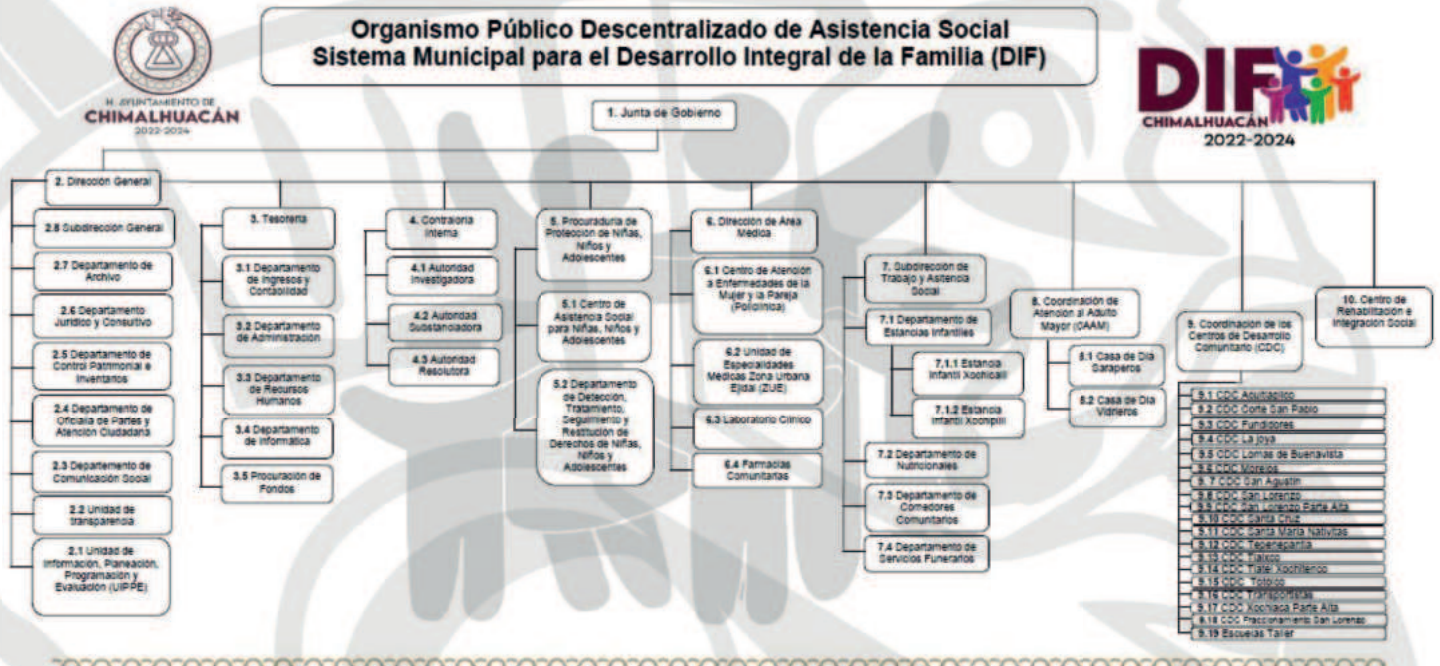 Organismo Público Descentralizado de Asistencia Social
Sistema Municipal para el Desarrollo Integral de la Familia (DIF)
H. AYUNTAMIENTO DE
CHIMALHUACÁN
2022-2024
DIF
CHIMALHUACÁN
2022-2024
1. Junta de Gobierno
2. Dirección General
2.8 Subdirección General
2.7 Departamento de
Archivo
2.6 Departamento
Jurídico y Consultivo
2.5 Departamento de
Control Patrimonial e
Inventarios
2.4 Departamento de
Oficialía de Partes y
Atención Ciudadana
2.3 Departemento de
Comunicación Social
2.2 Unidad de
transparencia
2.1 Unidad de
Información, Planeación,
Programación y
Evaluación (UIPPE)
3. Tesorería
3.1 Departamento
de Ingresos y
Contabilidad
3.2 Departamento
de Administración
3.3 Departamento
de Recursos
Humanos
3.4 Departamento
de Informática
3.5 Procuración de
Fondos
4. Contraloría
Interna
4.1 Autoridad
Investigadora
4.2 Autoridad
Substanciadora
4.3 Autoridad
Resolutora
5. Procuraduría de
Protección de Niñas,
Niños y
Adolescentes
5.1 Centro de
Asistencia Social
para Niñas, Niños y
Adolescentes
5.2 Departamento
de Detección,
Tratamiento,
Seguimiento y
Restitución de
Derechos de Niñas,
Niños y
Adolescentes
6. Dirección de Área
Médica
6.1 Centro de Atención
a Enfermedades de la
Mujer y la Pareja
(Policlínica)
6.2 Unidad de
Especialidades
Médicas Zona Urbana
Ejidal (ZUE)
6.3 Laboratorio Clínico
6.4 Farmacias
Comunitarias
7. Subdirección de
Trabajo y Asitencia
Social
7.1 Departamento de
Estancias Infantiles
7.1.1 Estancia
Infantil Xochicalli
7.1.2 Estancia
Infantil Xochipilli
7.2 Departamento de
Nutricionales
7.3 Departamento de
Comedores
Comunitarios
7.4 Departamento de
Servicios Funerarios
8. Coordinación de
Atención al Adulto
Mayor (CAAM)
8.1 Casa de Día
Saraperos
8.2 Casa de Día
Vidrieros
9. Coordinación de los
Centros de Desarrollo
Comunitario (CDC)
9.1 CDC Acuitlapilco
9.2 CDC Corte San Pablo
9.3 CDC Fundidores
9.4 CDC La joya
9.5 CDC Lomas de Buenavista
9.6 CDC Morelos
9. 7 CDC San Agustín
9.8 CDC San Lorenzo
9.9 CDC San Lorenzo Parte Alta
9.10 CDC Santa Cruz
9.11 CDC Santa María Nativitas
9.12 CDC Tepenepantla
9.13 CDC Tlaixco
9.14 CDC Tlatel Xochitenco
9.15 CDC Totolco
9.16 CDC Transportistas
9.17 CDC Xochiaca Parte Alta
9.18 CDC Fraccionamiento San Lorenzo
9.19 Escuelas Taller
10. Centro de
Rehabilitación e
Integración Social